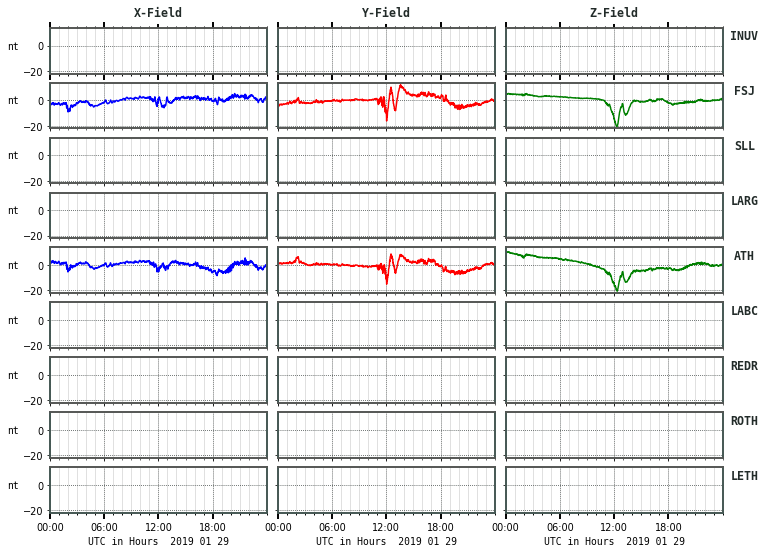 X-Field Y-Field Z-Field
INUV
nt 0
−20
FSJ
nt 0
−20
SLL
nt 0
−20
LARG
nt 0
−20
ATH
nt 0
−20
LABC
nt 0
−20
REDR
nt 0
−20
ROTH
nt 0
−20
LETH
nt 0
−20
00:00 06:00 12:00 18:00 00:00 06:00 12:00 18:00 00:00 06:00 12:00 18:00
UTC in Hours 2019 01 29 UTC in Hours 2019 01 29 UTC in Hours 2019 01 29